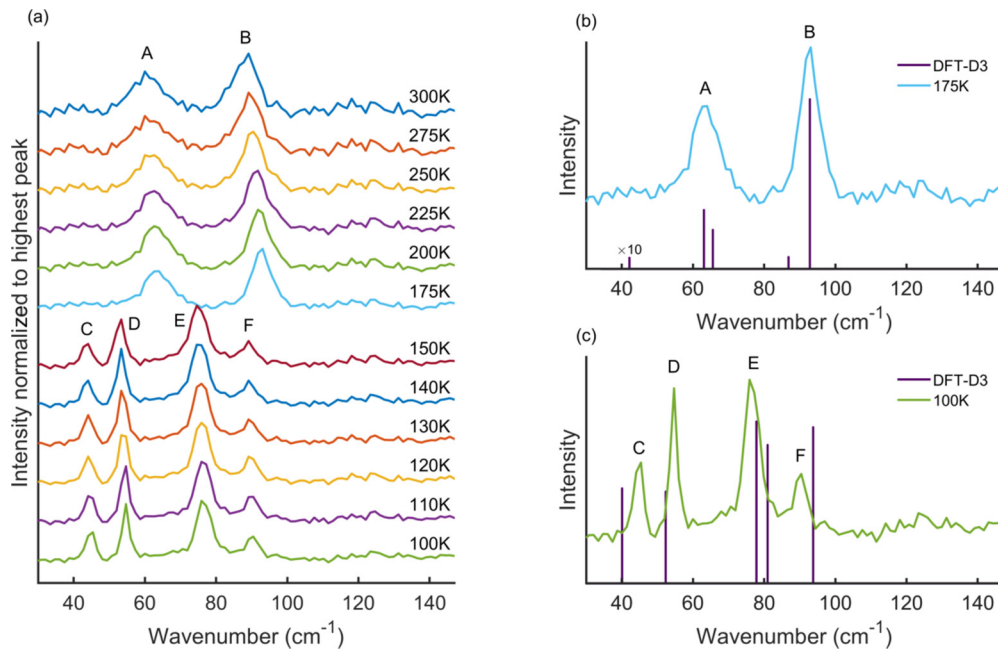 (a)
A
B
300K
275K
250K
225K
200K
175K
C
D
E
F
150K
140K
130K
120K
110K
100K
Intensity normalized to highest peak
40 60 80 100 120 140
Wavenumber (cm-1)
(b)
A
B
DFT-D3
175K
×10
Intensity
40 60 80 100 120 140
Wavenumber (cm-1)
(c)
C
D
E
F
DFT-D3
100K
Intensity
40 60 80 100 120 140
Wavenumber (cm-1)